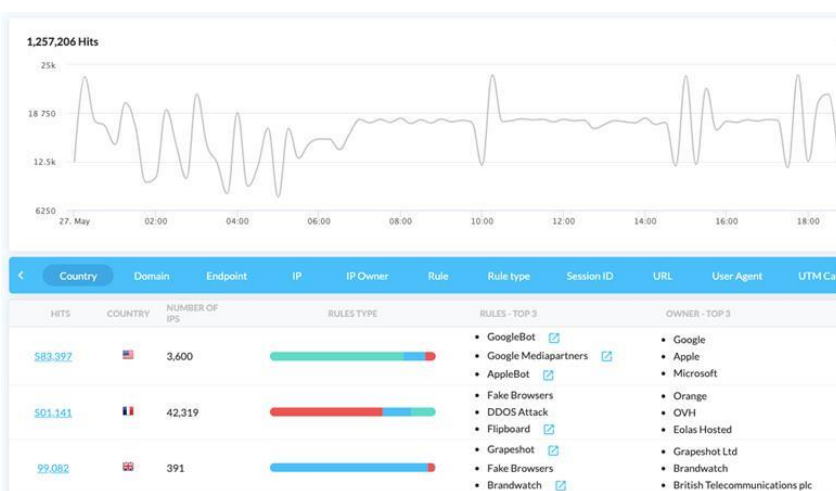 1,257,206 Hits
25k
18 750
12.5k
6250
27. May 02:00 04:00 06:00 08:00 10:00 12:00 14:00 16:00 18:00
Country Domain Endpoint IP IP Owner Rule Rule type Session ID URL User Agent UTM Ca
HITS COUNTRY NUMBER OF IPS RULES TYPE RULES - TOP 3 OWNER - TOP 3
583,397 3,600
GoogleBot
Google Mediapartners
AppleBot
Google
Apple
Microsoft
501,141 42,319
Fake Browsers
DDOS Attack
Flipboard
Orange
OVH
Eolas Hosted
99,082 391
Grapeshot
Fake Browsers
Brandwatch
Grapeshot Ltd
Brandwatch
British Telecommunications plc